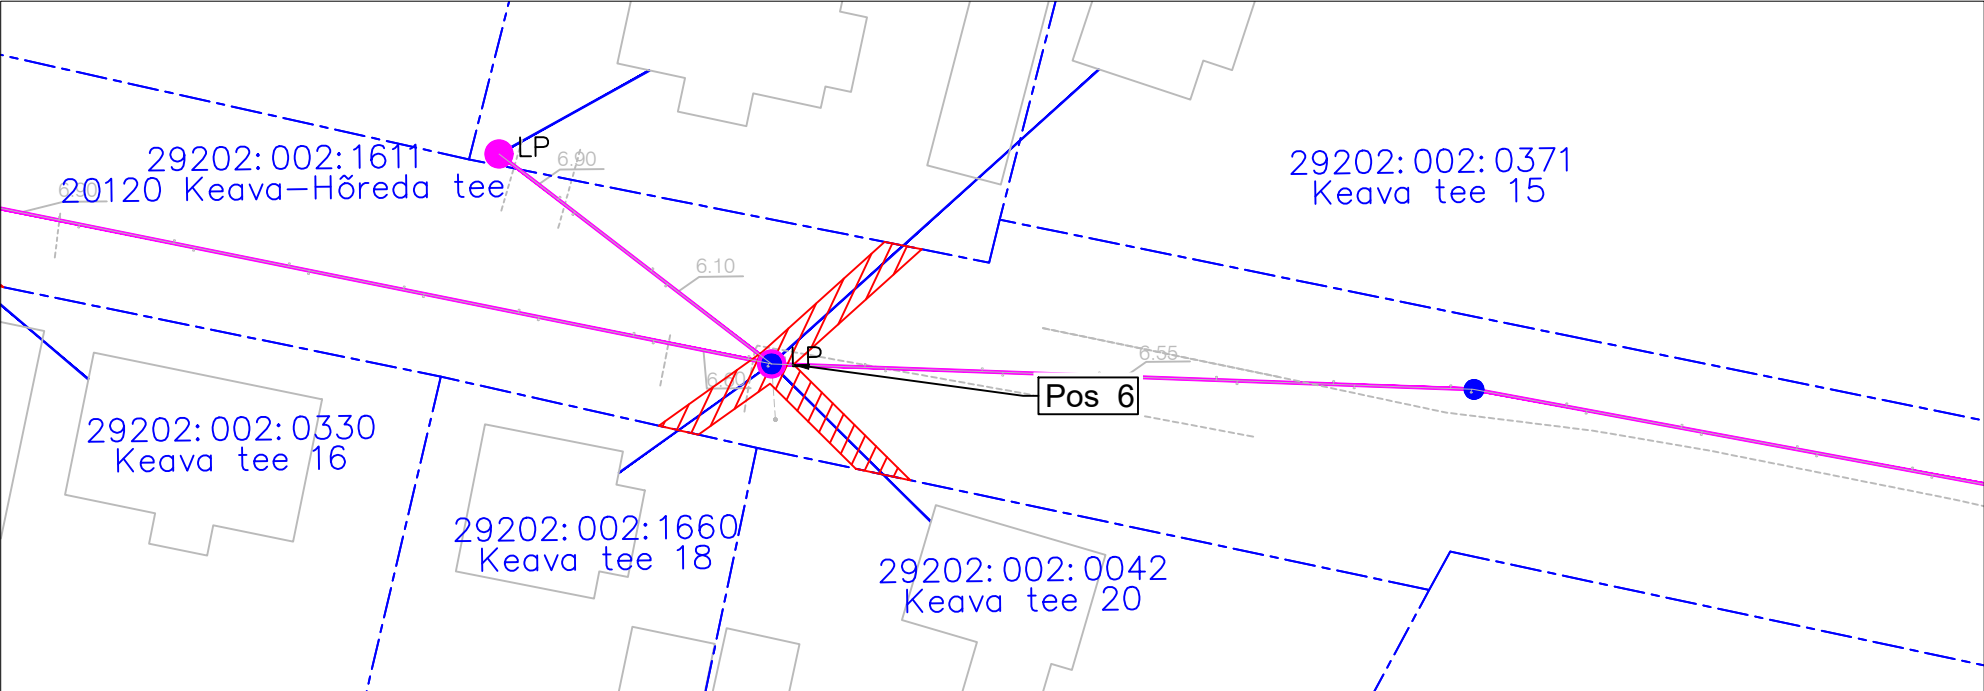 LP
6.90
29202:002:1611
20120 Keava-Hõreda tee
6.90
29202:002:0371
Keava tee 15
6.10
LP
6.55
Pos 6
29202:002:0330
Keava tee 16
29202:002:1660
Keava tee 18
29202:002:0042
Keava tee 20